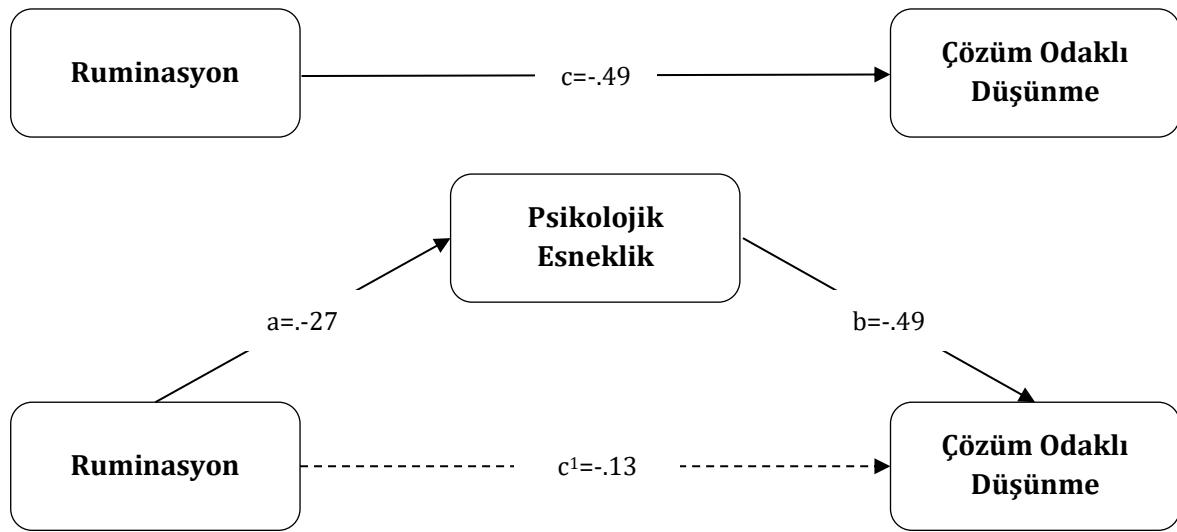 Ruminasyon
c=-.49
Çözüm Odaklı
Düşünme
Psikolojik
Esneklik
a=.-27
b=-.49
Ruminasyon
c¹=-.13
Çözüm Odaklı
Düşünme